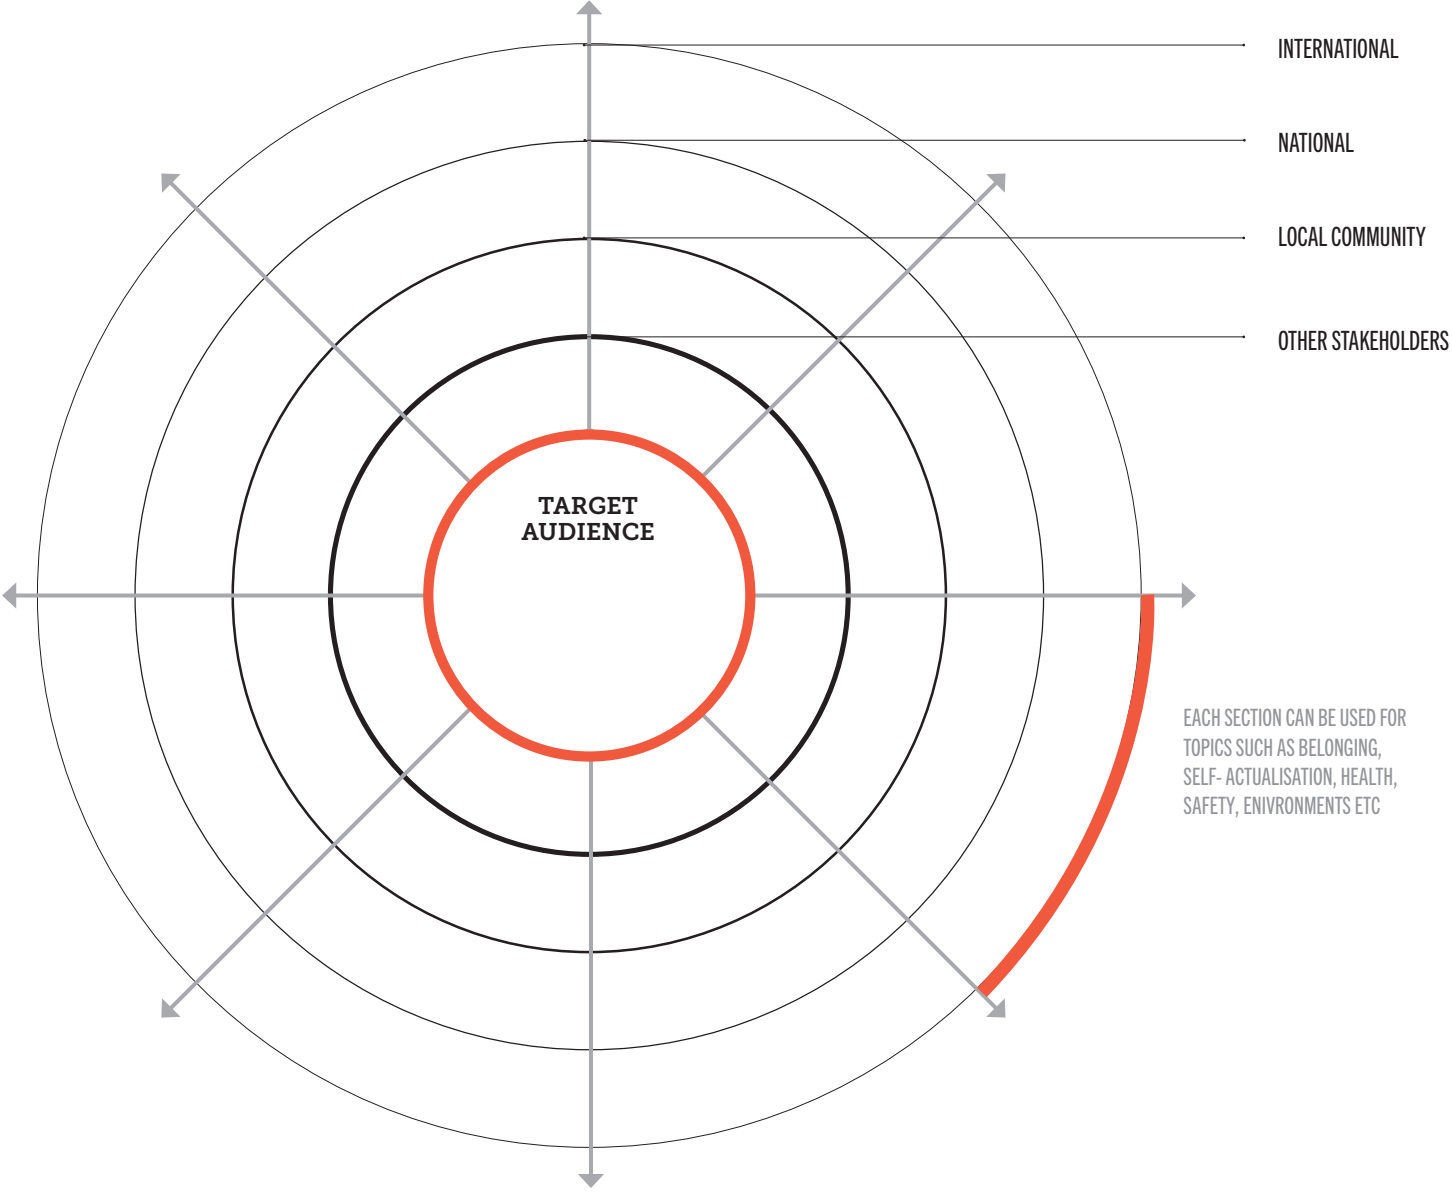 INTERNATIONAL
NATIONAL
LOCAL COMMUNITY
OTHER STAKEHOLDERS
TARGET
AUDIENCE
EACH SECTION CAN BE USED FOR
TOPICS SUCH AS BELONGING,
SELF- ACTUALISATION, HEALTH,
SAFETY, ENIVRONMENTS ETC